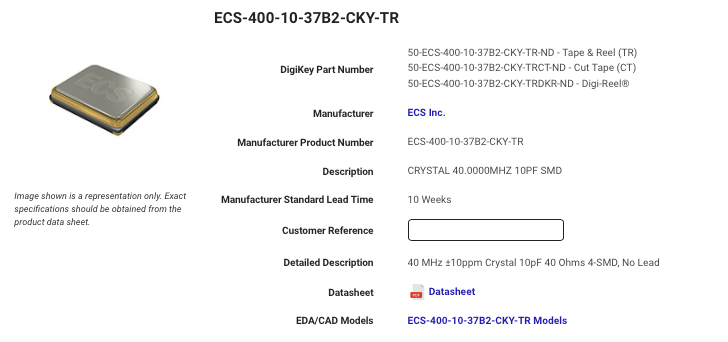 ECS-400-10-37B2-CKY-TR
ECS
Image shown is a representation only. Exact
specifications should be obtained from the
product data sheet.
DigiKey Part Number
50-ECS-400-10-37B2-CKY-TR-ND - Tape & Reel (TR)
50-ECS-400-10-37B2-CKY-TRCT-ND - Cut Tape (CT)
50-ECS-400-10-37B2-CKY-TRDKR-ND - Digi-Reel®
Manufacturer
ECS Inc.
Manufacturer Product Number
ECS-400-10-37B2-CKY-TR
Description
CRYSTAL 40.0000MHZ 10PF SMD
Manufacturer Standard Lead Time
10 Weeks
Customer Reference
Detailed Description
40 MHz ±10ppm Crystal 10pF 40 Ohms 4-SMD, No Lead
Datasheet
PDF
Datasheet
EDA/CAD Models
ECS-400-10-37B2-CKY-TR Models